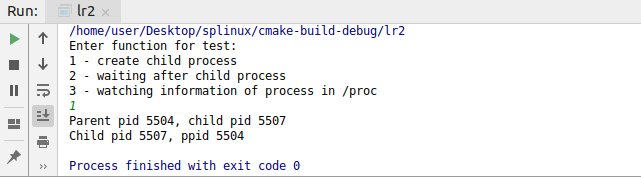 Run: lr2
/home/user/Desktop/splinux/cmake-build-debug/lr2
Enter function for test:
1 - create child process
2 - waiting after child process
3 - watching information of process in /proc
1
Parent pid 5504, child pid 5507
Child pid 5507, ppid 5504
Process finished with exit code 0